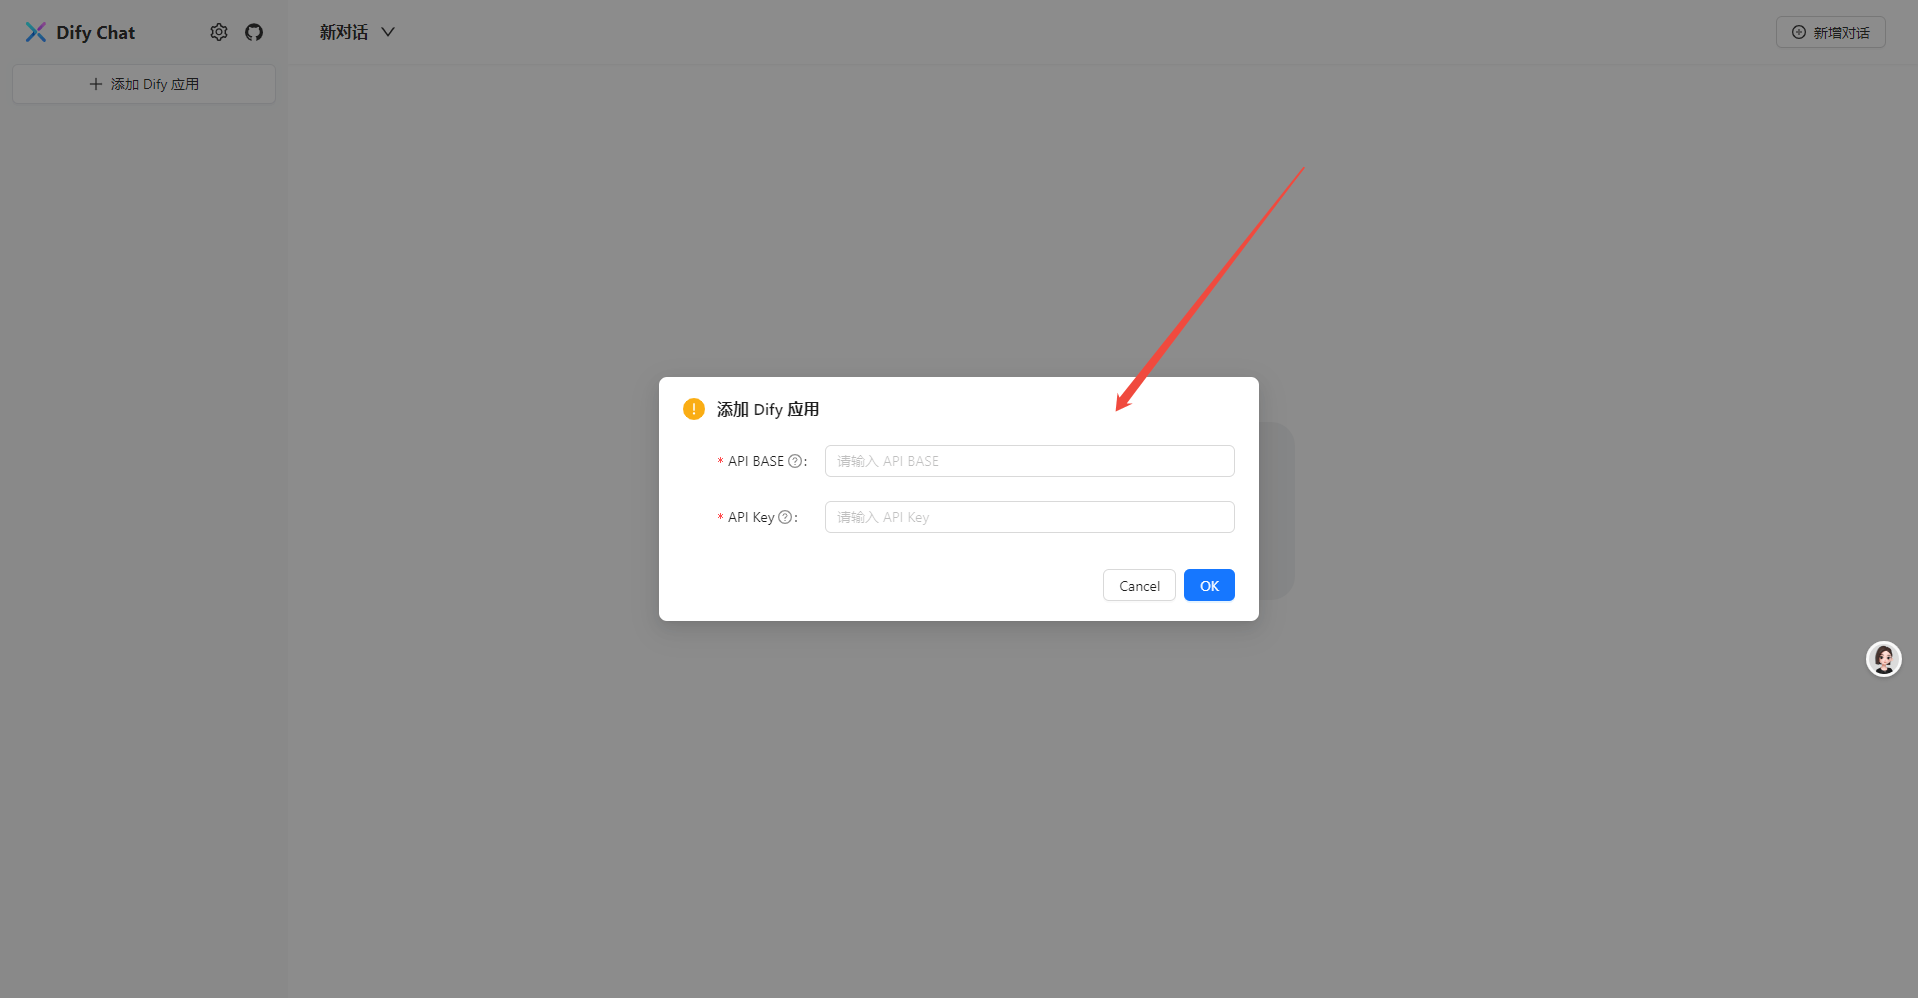 Dify Chat
新对话
新增对话
添加 Dify 应用
添加 Dify 应用
* API BASE :
请输入 API BASE
* API Key :
请输入 API Key
Cancel
OK